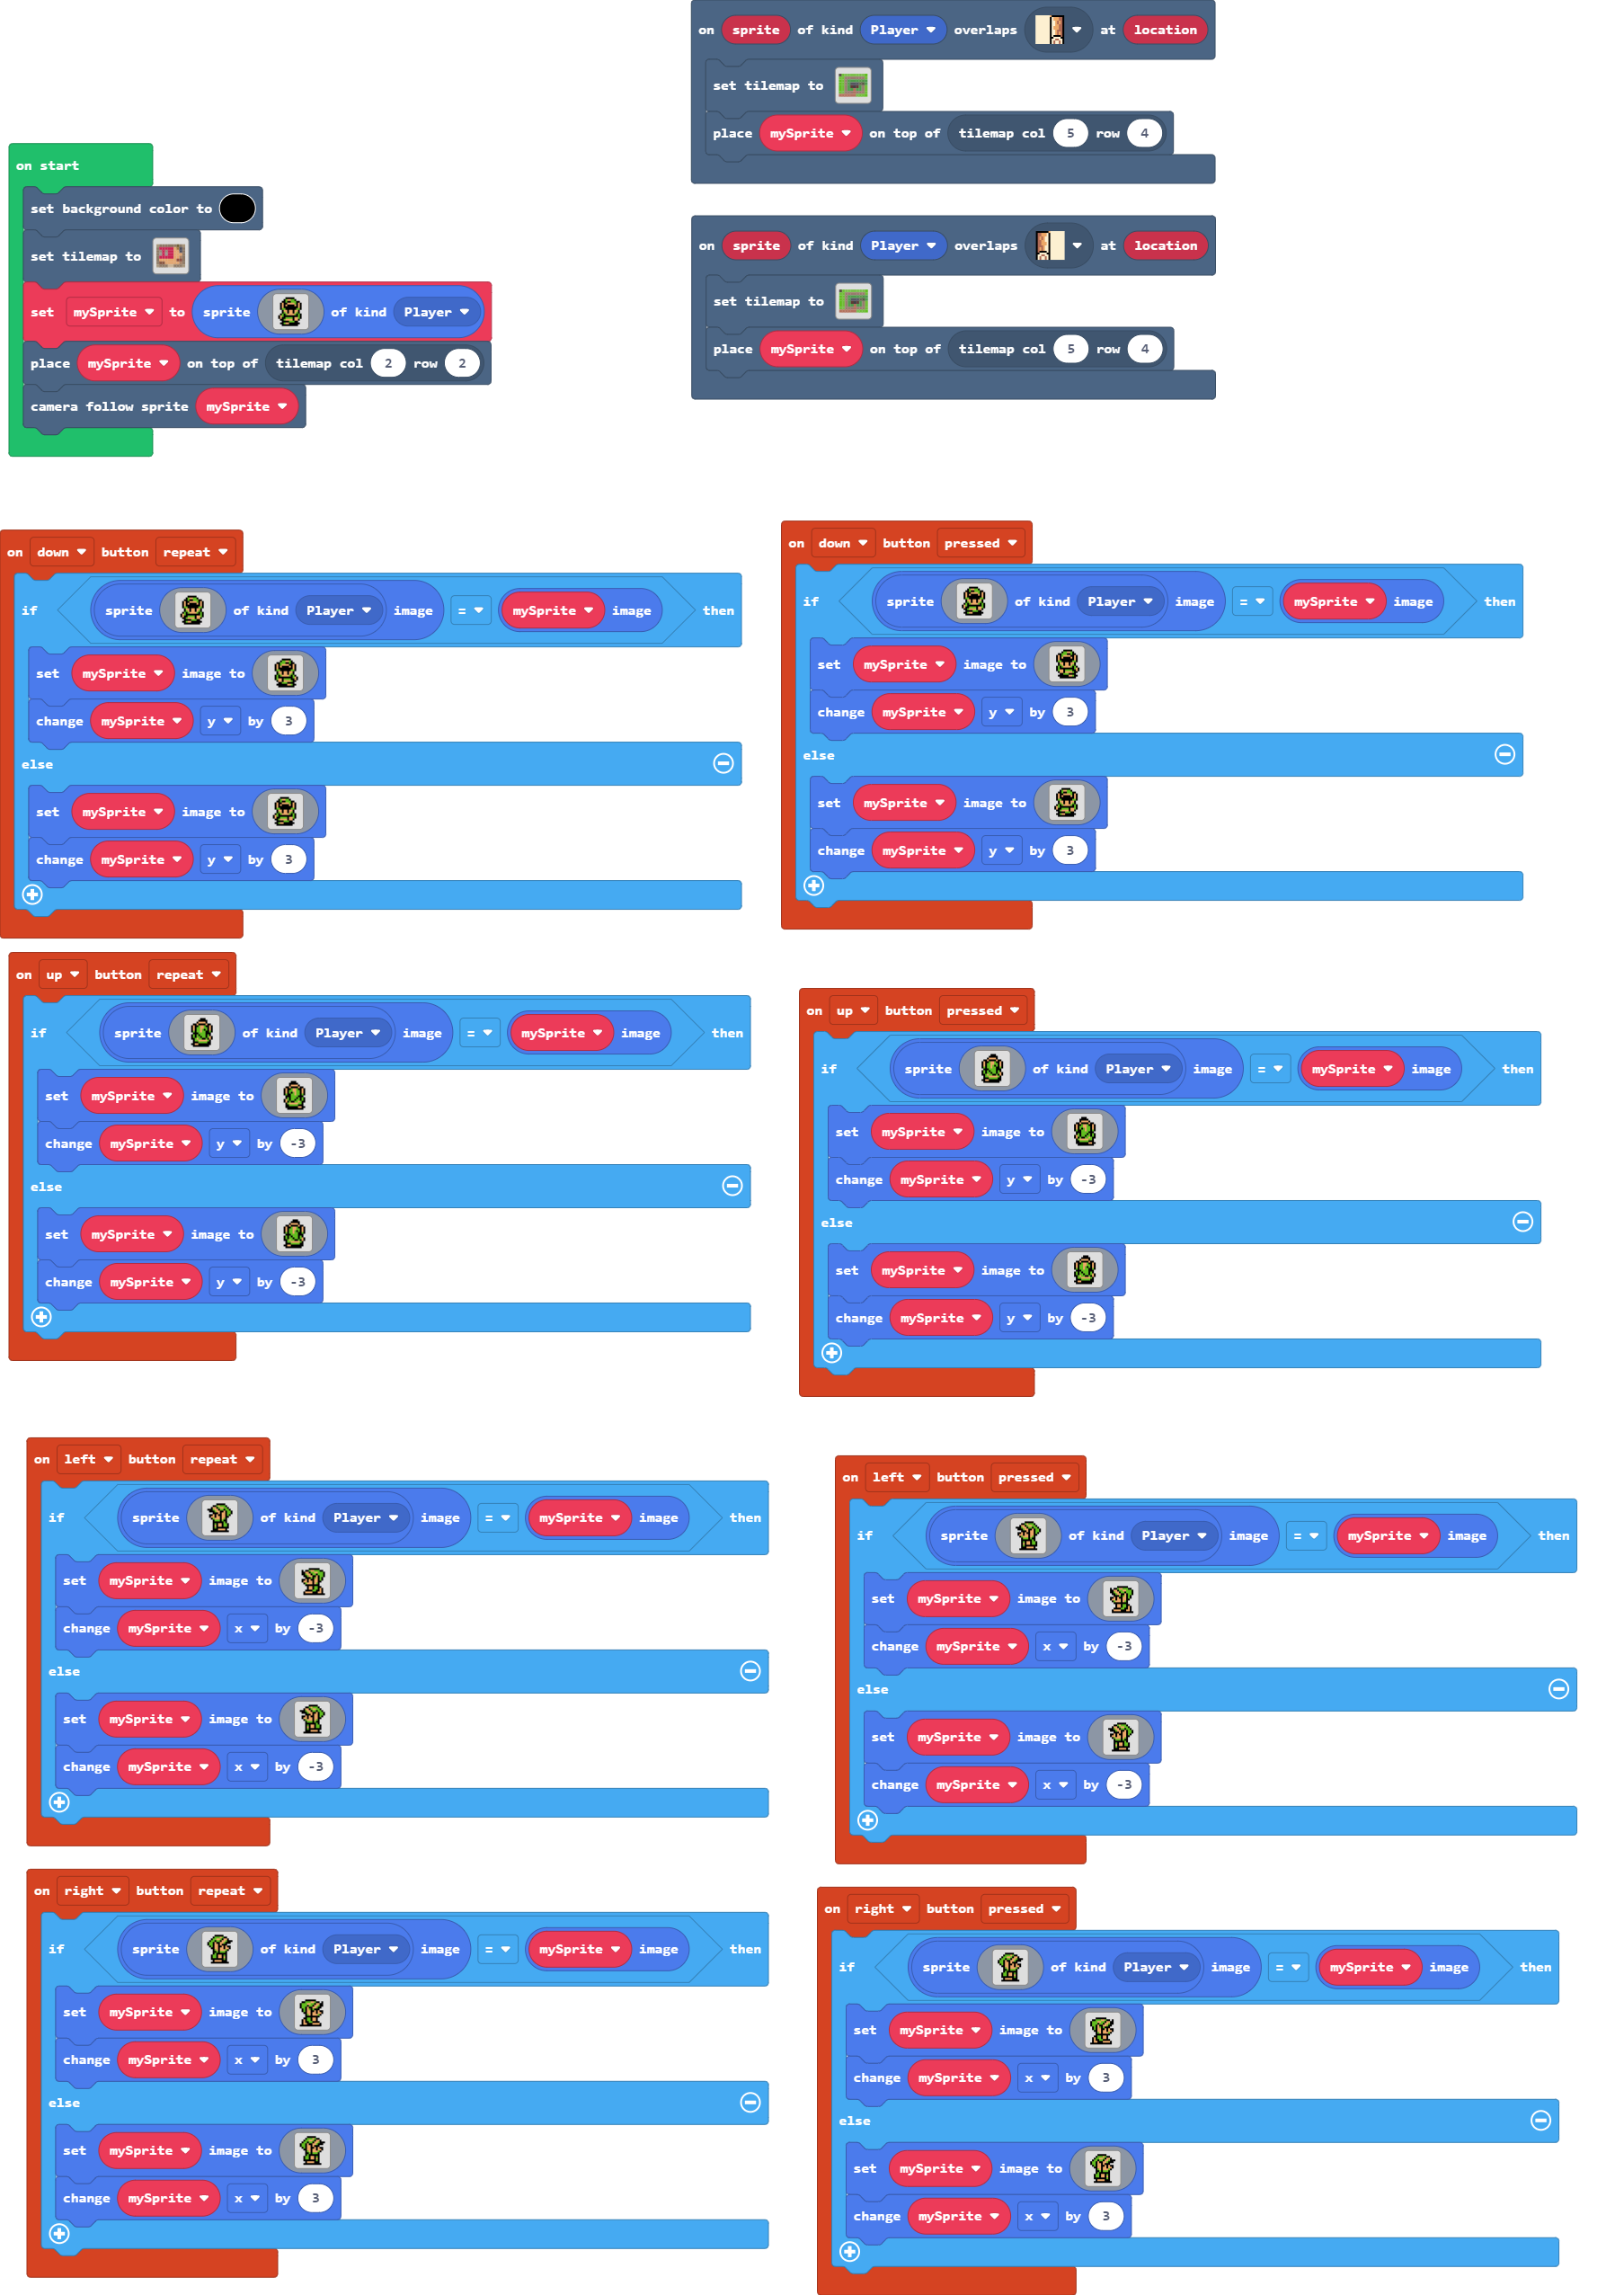 on sprite of kind Player overlaps at location
set tilemap to
place mySprite on top of tilemap col 5 row 4
on start
set background color to
set tilemap to
set mySprite to sprite of kind Player
place mySprite on top of tilemap col 2 row 2
camera follow sprite mySprite
on sprite of kind Player overlaps at location
set tilemap to
place mySprite on top of tilemap col 5 row 4
on down button repeat
if sprite of kind Player image = mySprite image then
set mySprite image to
change mySprite y by 3
else
set mySprite image to
change mySprite y by 3
on down button pressed
if sprite of kind Player image = mySprite image then
set mySprite image to
change mySprite y by 3
else
set mySprite image to
change mySprite y by 3
on up button repeat
if sprite of kind Player image = mySprite image then
set mySprite image to
change mySprite y by -3
else
set mySprite image to
change mySprite y by -3
on up button pressed
if sprite of kind Player image = mySprite image then
set mySprite image to
change mySprite y by -3
else
set mySprite image to
change mySprite y by -3
on left button repeat
if sprite of kind Player image = mySprite image then
set mySprite image to
change mySprite x by -3
else
set mySprite image to
change mySprite x by -3
on left button pressed
if sprite of kind Player image = mySprite image then
set mySprite image to
change mySprite x by -3
else
set mySprite image to
change mySprite x by -3
on right button repeat
if sprite of kind Player image = mySprite image then
set mySprite image to
change mySprite x by 3
else
set mySprite image to
change mySprite x by 3
on right button pressed
if sprite of kind Player image = mySprite image then
set mySprite image to
change mySprite x by 3
else
set mySprite image to
change mySprite x by 3